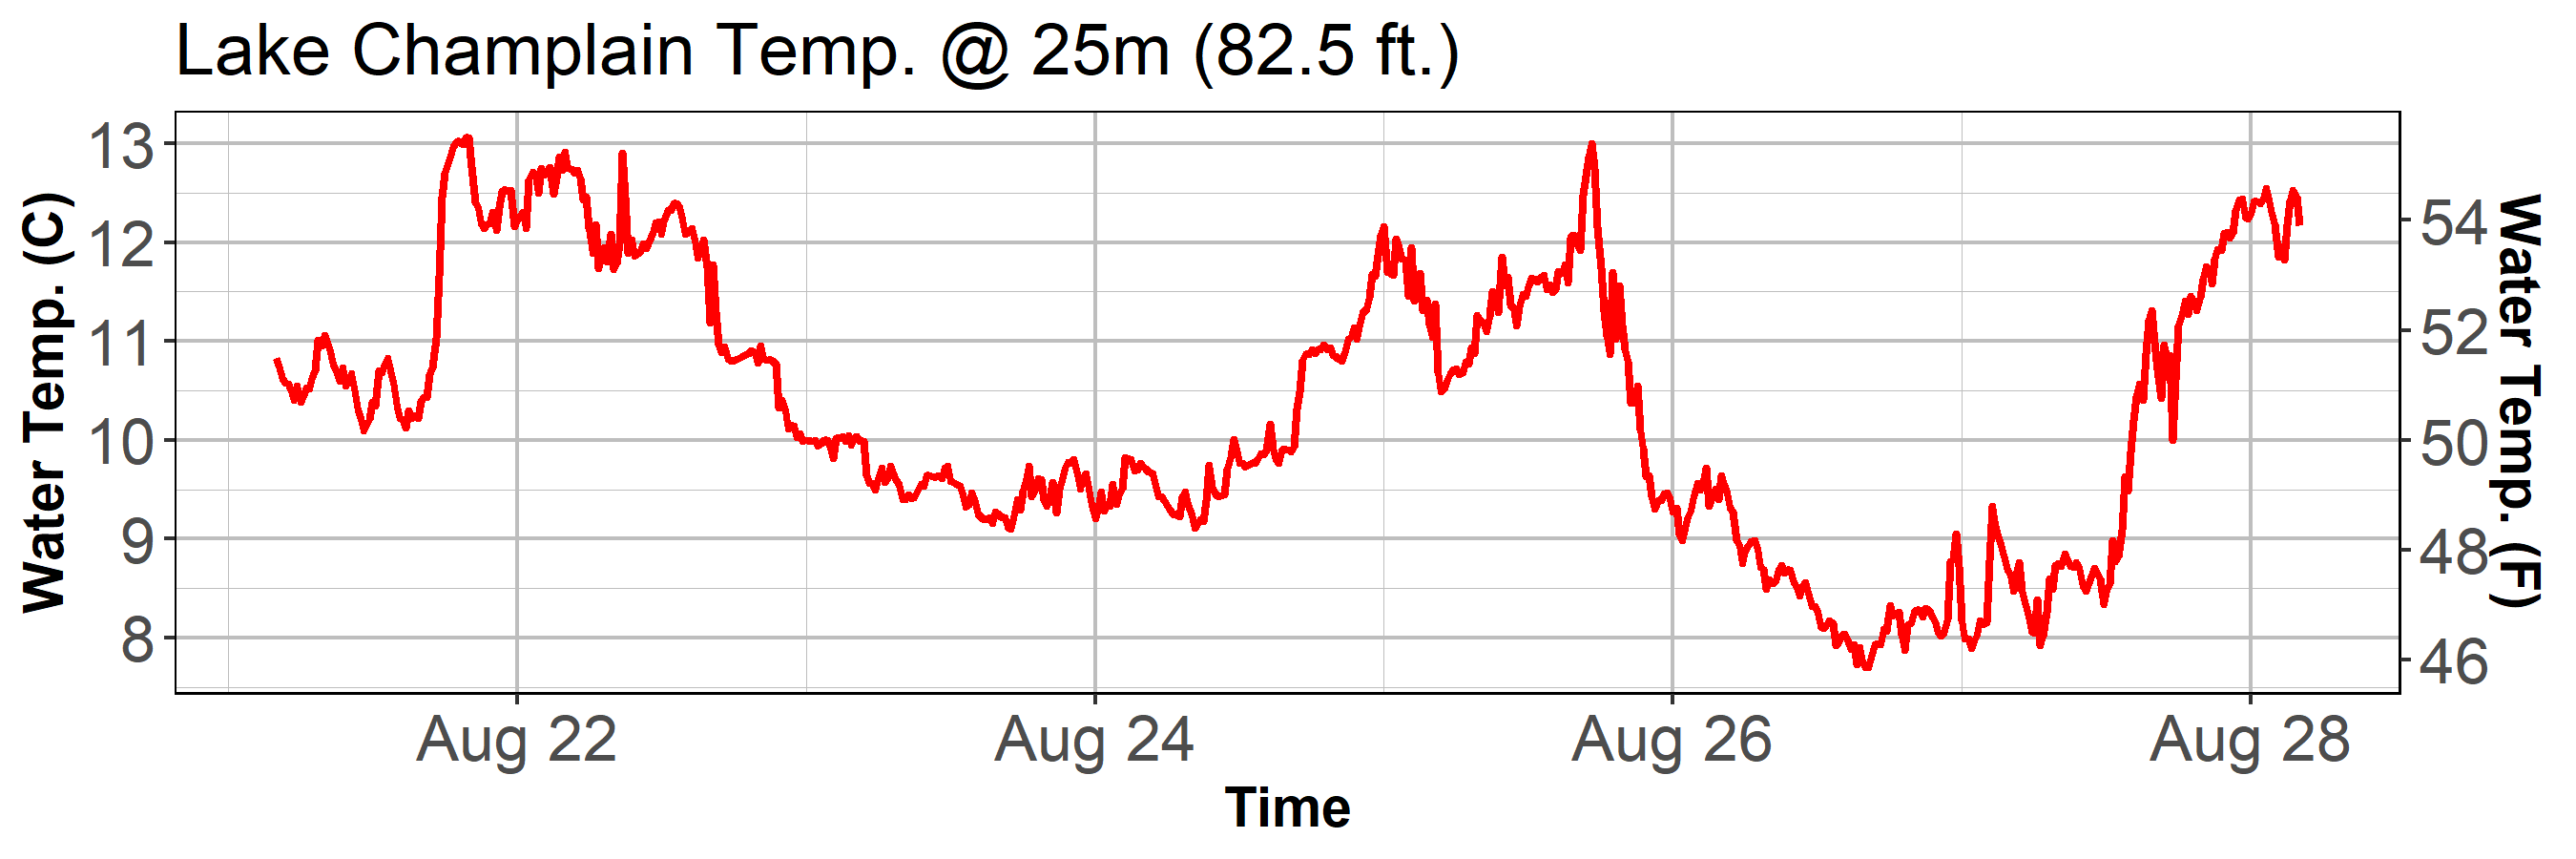 Lake Champlain Temp. @ 25m (82.5 ft.)
Water Temp. (C)
13
12
11
10
9
8
54
52
50
48
46
Water Temp. (F)
Aug 22
Aug 24
Aug 26
Aug 28
Time